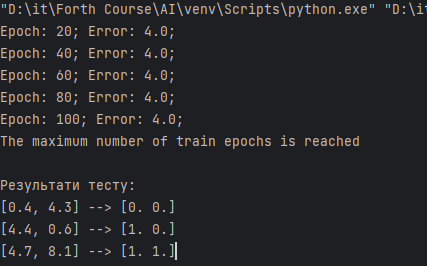 "D:\it\Forth Course\AI\venv\Scripts\python.exe" "D:\it
Epoch: 20; Error: 4.0;
Epoch: 40; Error: 4.0;
Epoch: 60; Error: 4.0;
Epoch: 80; Error: 4.0;
Epoch: 100; Error: 4.0;
The maximum number of train epochs is reached
Результати тесту:
[0.4, 4.3] --> [0. 0.]
[4.4, 0.6] --> [1. 0.]
[4.7, 8.1] --> [1. 1.]